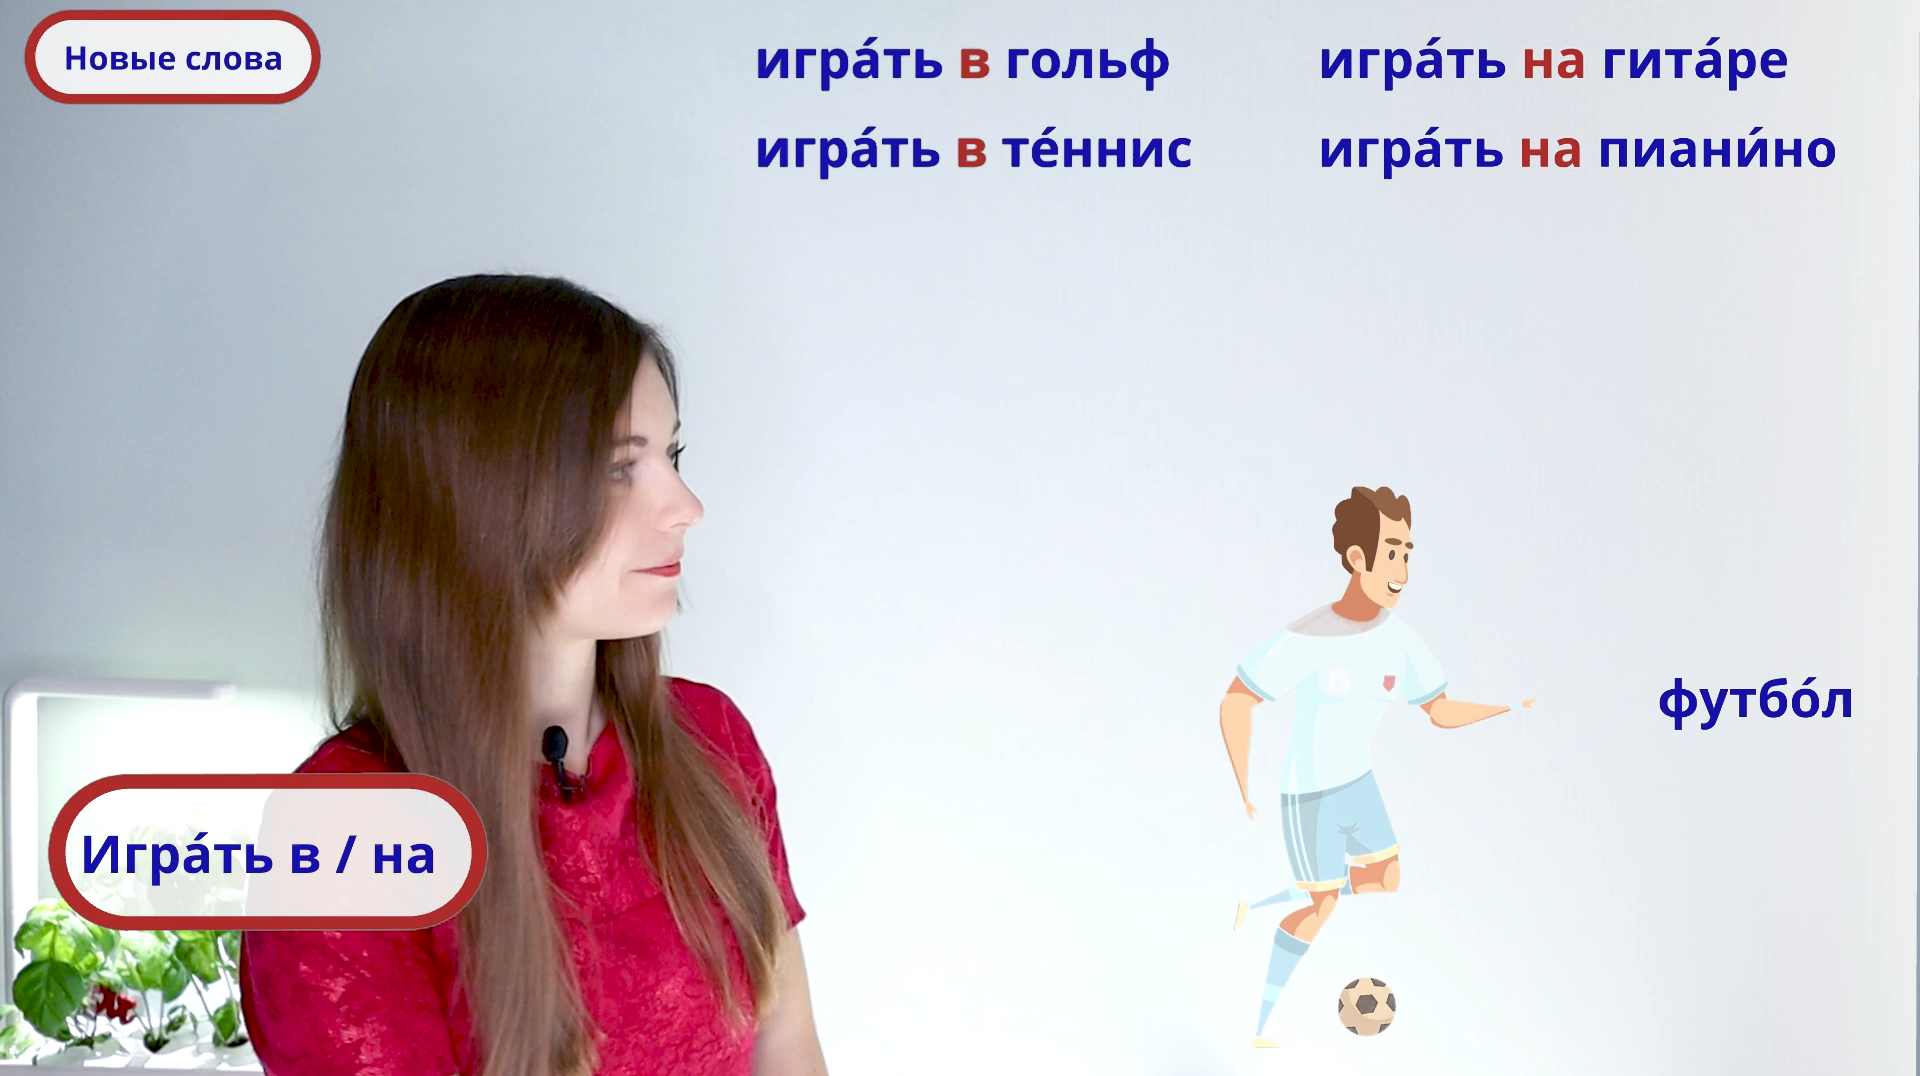 Новые слова
игра́ть в гольф
игра́ть в те́ннис
игра́ть на гита́ре
игра́ть на пиани́но
футбо́л
Игра́ть в / на